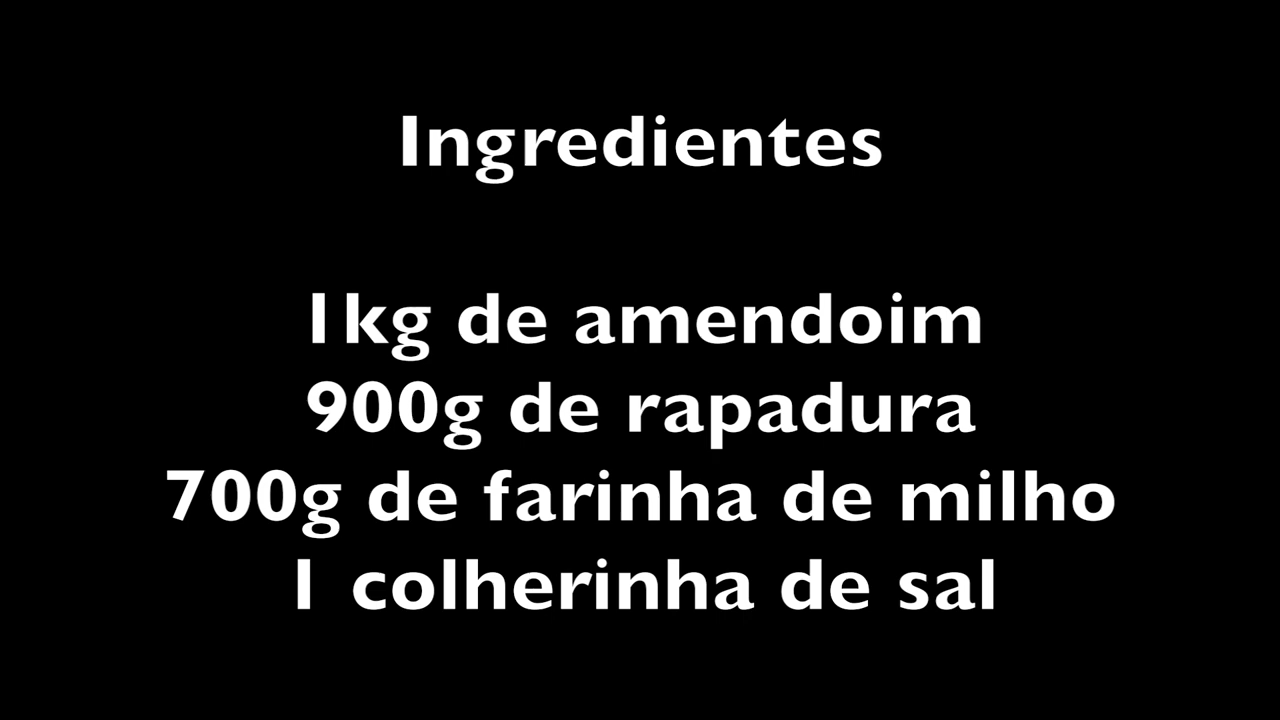 Ingredientes
1kg de amendoim
900g de rapadura
700g de farinha de milho
1 colherinha de sal